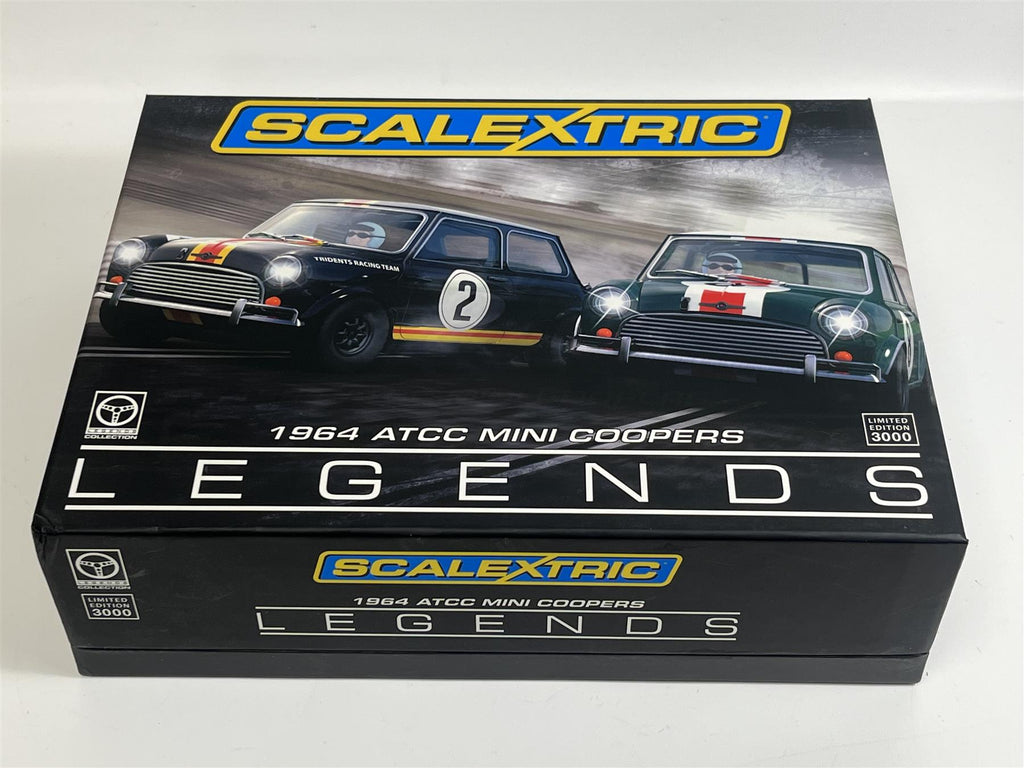 SCALEXTRIC
TRIDENTS RACING TEAM
2
LEGENDS
COLLECTION
1964 ATCC MINI COOPERS
LIMITED
EDITION
3000
LEGENDS
LEGENDS
COLLECTION
LIMITED
EDITION
3000
SCALEXTRIC
1964 ATCC MINI COOPERS
LEGENDS